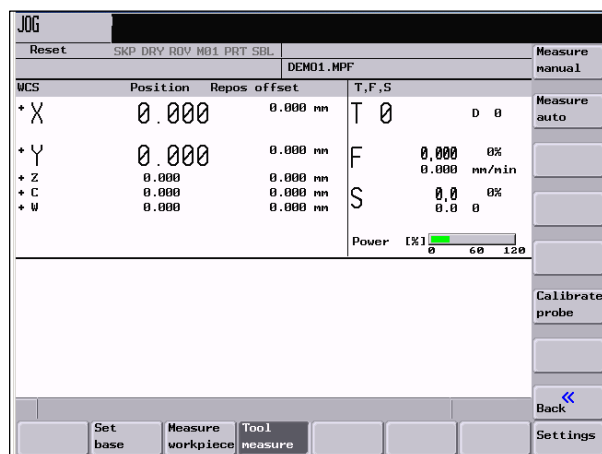 JOG
Reset SKP DRY ROV M01 PRT SBL
DEMO1.MPF
WCS Position Repos offset T,F,S
+ X 0.000 0.000 mm T 0 D 0
+ Y 0.000 0.000 mm F 0,000 0%
0.000 mm/min
+ Z 0.000 0.000 mm
+ C 0.000 0.000 mm S 0,0 0%
+ W 0.000 0.000 mm 0.0 0
Power [%]
0 60 120
Measure
manual
Measure
auto
Calibrate
probe
«
Back
Settings
Set
base
Measure
workpiece
Tool
measure